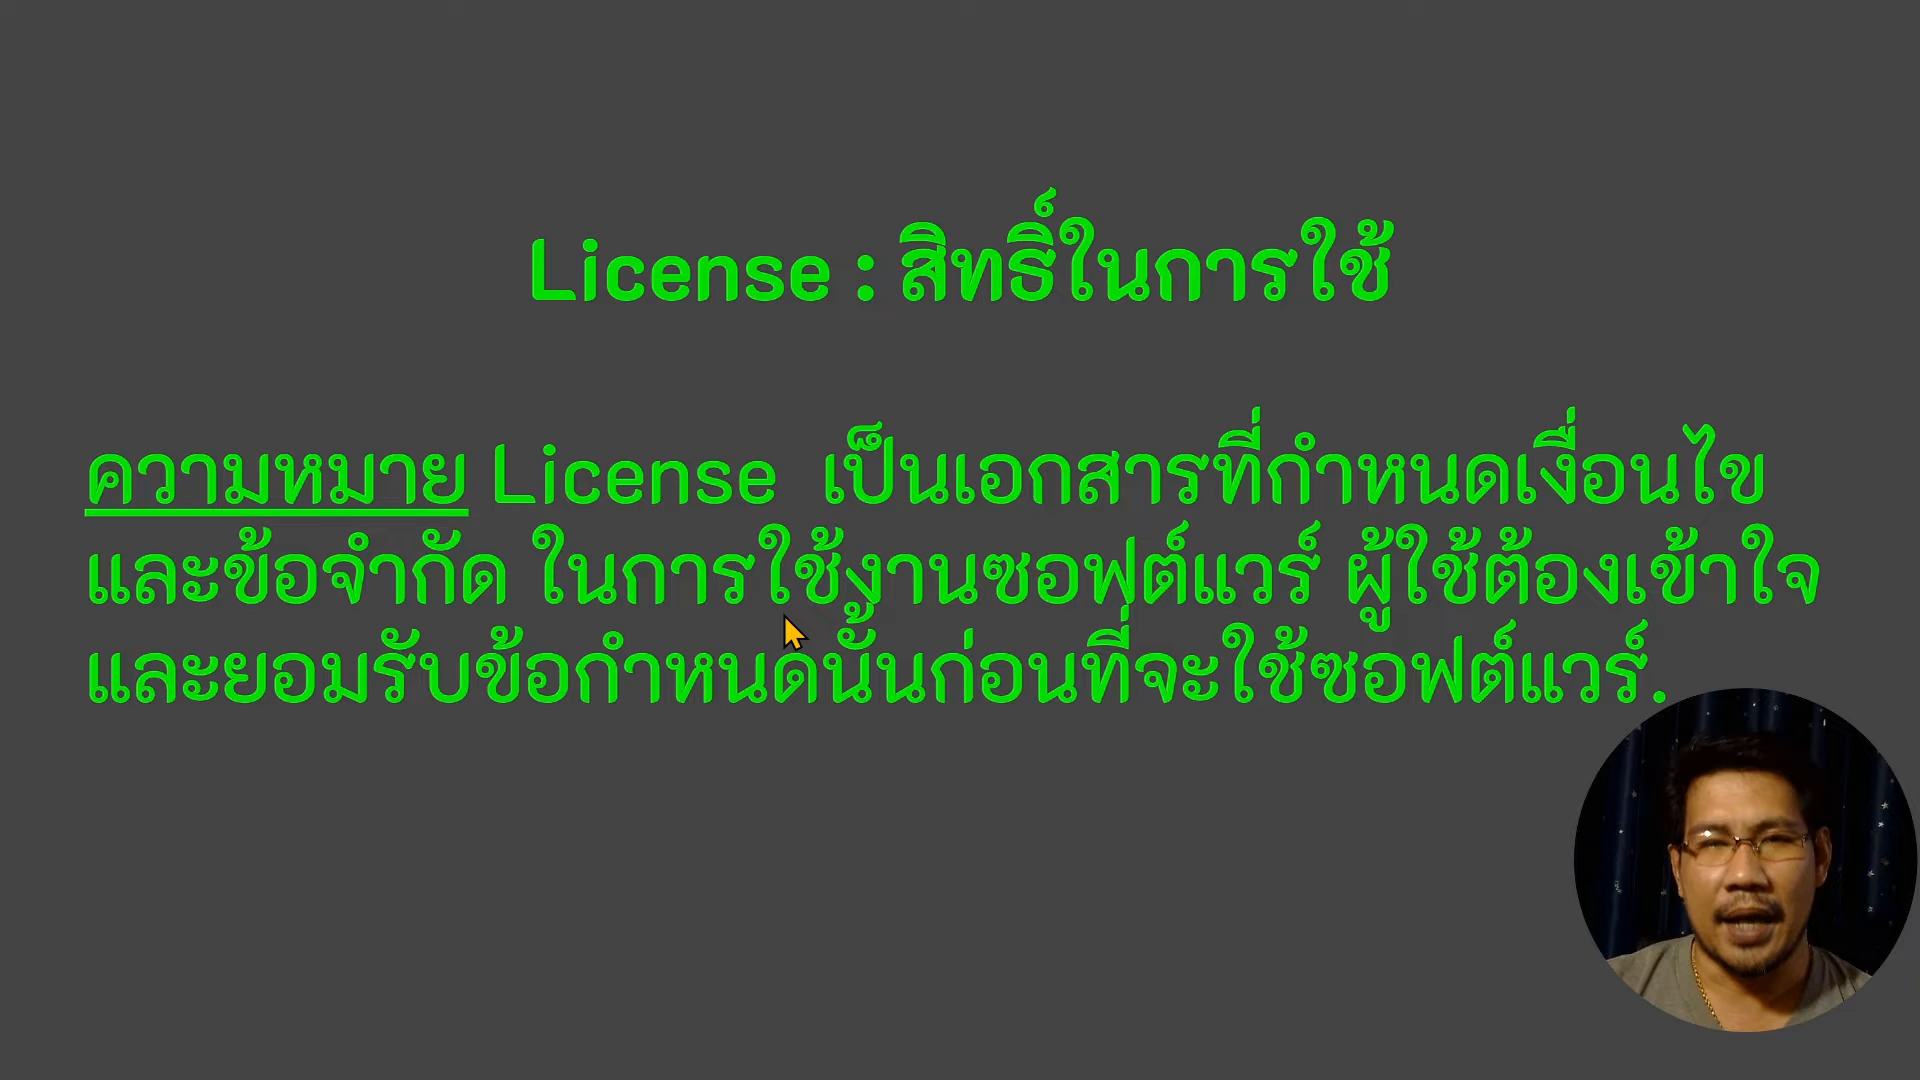 License : สิทธิ์ในการใช้
ความหมาย License เป็นเอกสารที่กำหนดเงื่อนไข
และข้อจำกัด ในการใช้งานซอฟต์แวร์ ผู้ใช้ต้องเข้าใจ
และยอมรับข้อกำหนดนั้นก่อนที่จะใช้ซอฟต์แวร์.